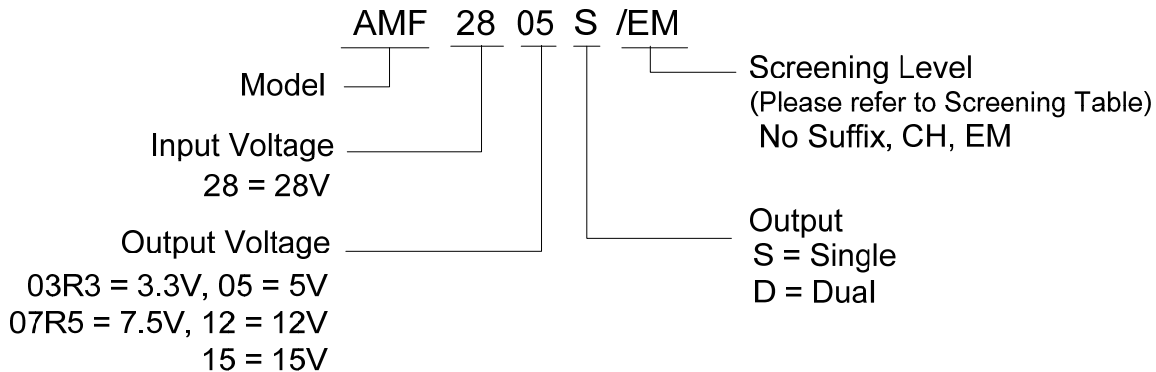 AMF 28 05 S /EM
Model
Input Voltage
28 = 28V
Output Voltage
03R3 = 3.3V, 05 = 5V
07R5 = 7.5V, 12 = 12V
15 = 15V
Screening Level
(Please refer to Screening Table)
No Suffix, CH, EM
Output
S = Single
D = Dual